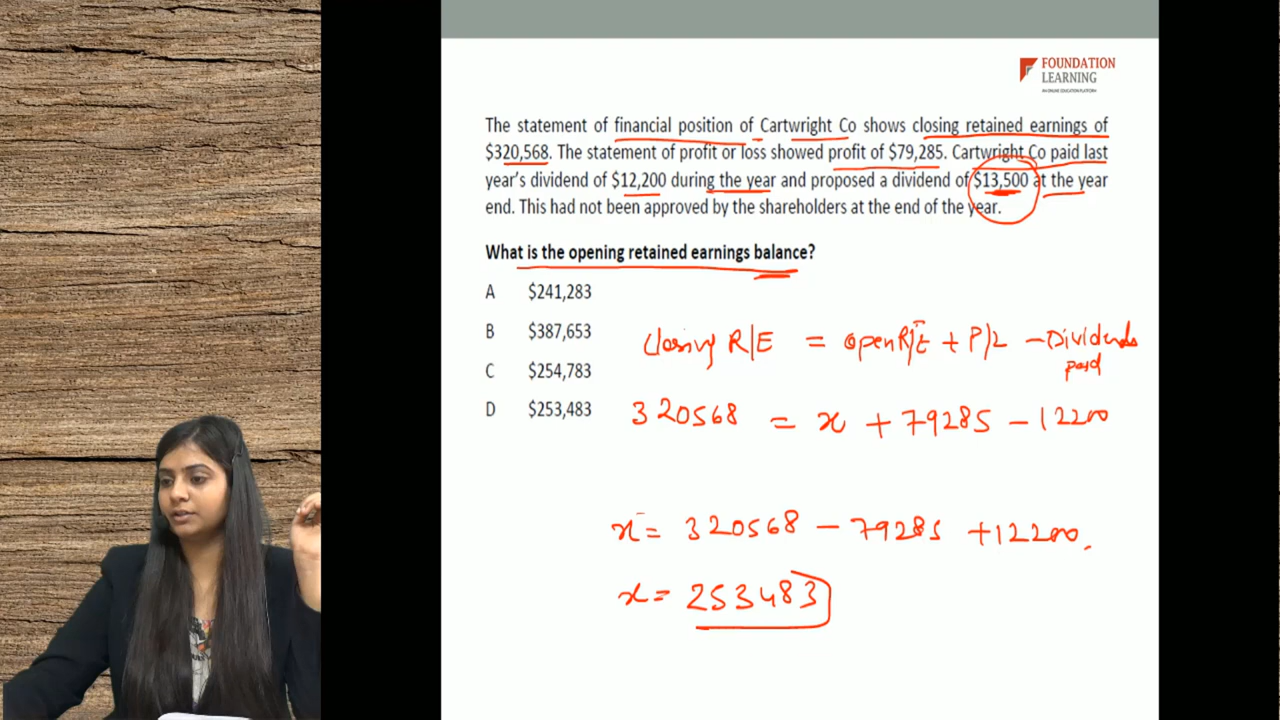 FOUNDATION
LEARNING
AN ONLINE EDUCATION PLATFORM
The statement of financial position of Cartwright Co shows closing retained earnings of
$320,568. The statement of profit or loss showed profit of $79,285. Cartwright Co paid last
year's dividend of $12,200 during the year and proposed a dividend of $13,500 at the year
end. This had not been approved by the shareholders at the end of the year.
What is the opening retained earnings balance?
A $241,283
B $387,653
C $254,783
D $253,483
closing R/E = open R/E + P/L - Dividends
paid
320568 = x + 79285 - 12200
x = 320568 - 79285 + 12200
x = 253483